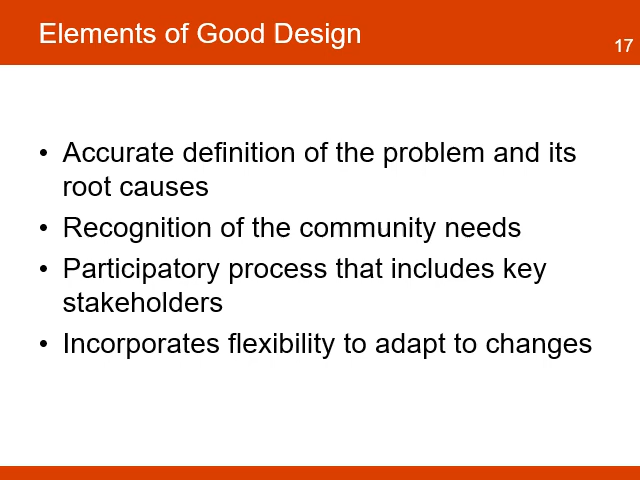 Elements of Good Design
17
• Accurate definition of the problem and its
root causes
• Recognition of the community needs
• Participatory process that includes key
stakeholders
• Incorporates flexibility to adapt to changes